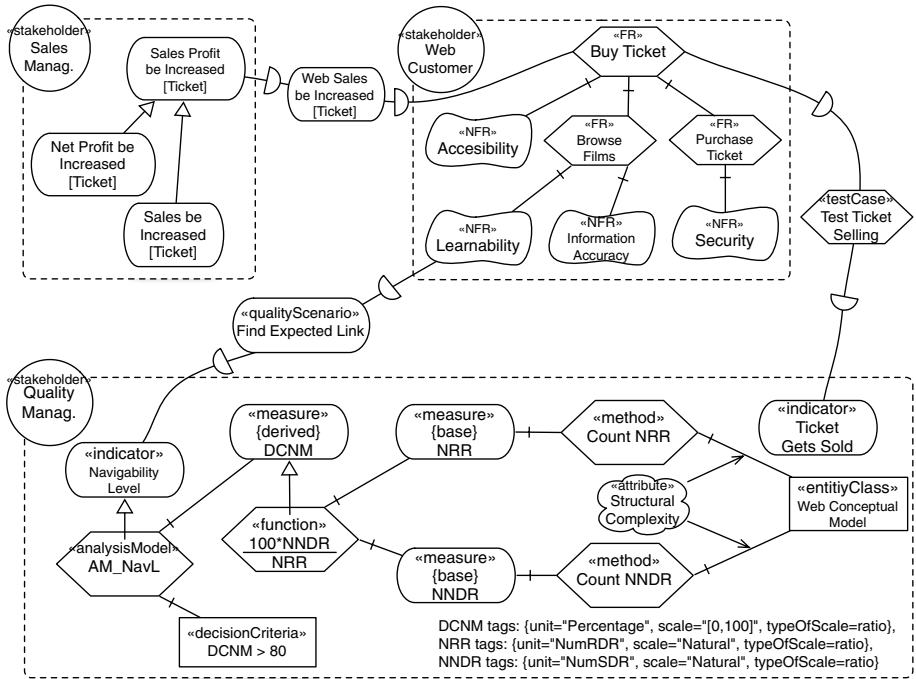 «stakeholder»
Sales
Manag.
Sales Profit
be Increased
[Ticket]
Net Profit be
Increased
[Ticket]
Sales be
Increased
[Ticket]
Web Sales
be Increased
[Ticket]
«stakeholder»
Web
Customer
«FR»
Buy Ticket
«NFR»
Accesibility
«FR»
Browse
Films
«FR»
Purchase
Ticket
«NFR»
Learnability
«NFR»
Information
Accuracy
«NFR»
Security
«testCase»
Test Ticket
Selling
«qualityScenario»
Find Expected Link
«stakeholder»
Quality
Manag.
«indicator»
Navigability
Level
«measure»
{derived}
DCNM
«measure»
{base}
NRR
«method»
Count NRR
«indicator»
Ticket
Gets Sold
«analysisModel»
AM_NavL
«function»
100*NNDR
NRR
«attribute»
Structural
Complexity
«entitiyClass»
Web Conceptual
Model
«measure»
{base}
NNDR
«method»
Count NNDR
«decisionCriteria»
DCNM > 80
DCNM tags: {unit="Percentage", scale="[0,100]", typeOfScale=ratio},
NRR tags: {unit="NumRDR", scale="Natural", typeOfScale=ratio},
NNDR tags: {unit="NumSDR", scale="Natural", typeOfScale=ratio}